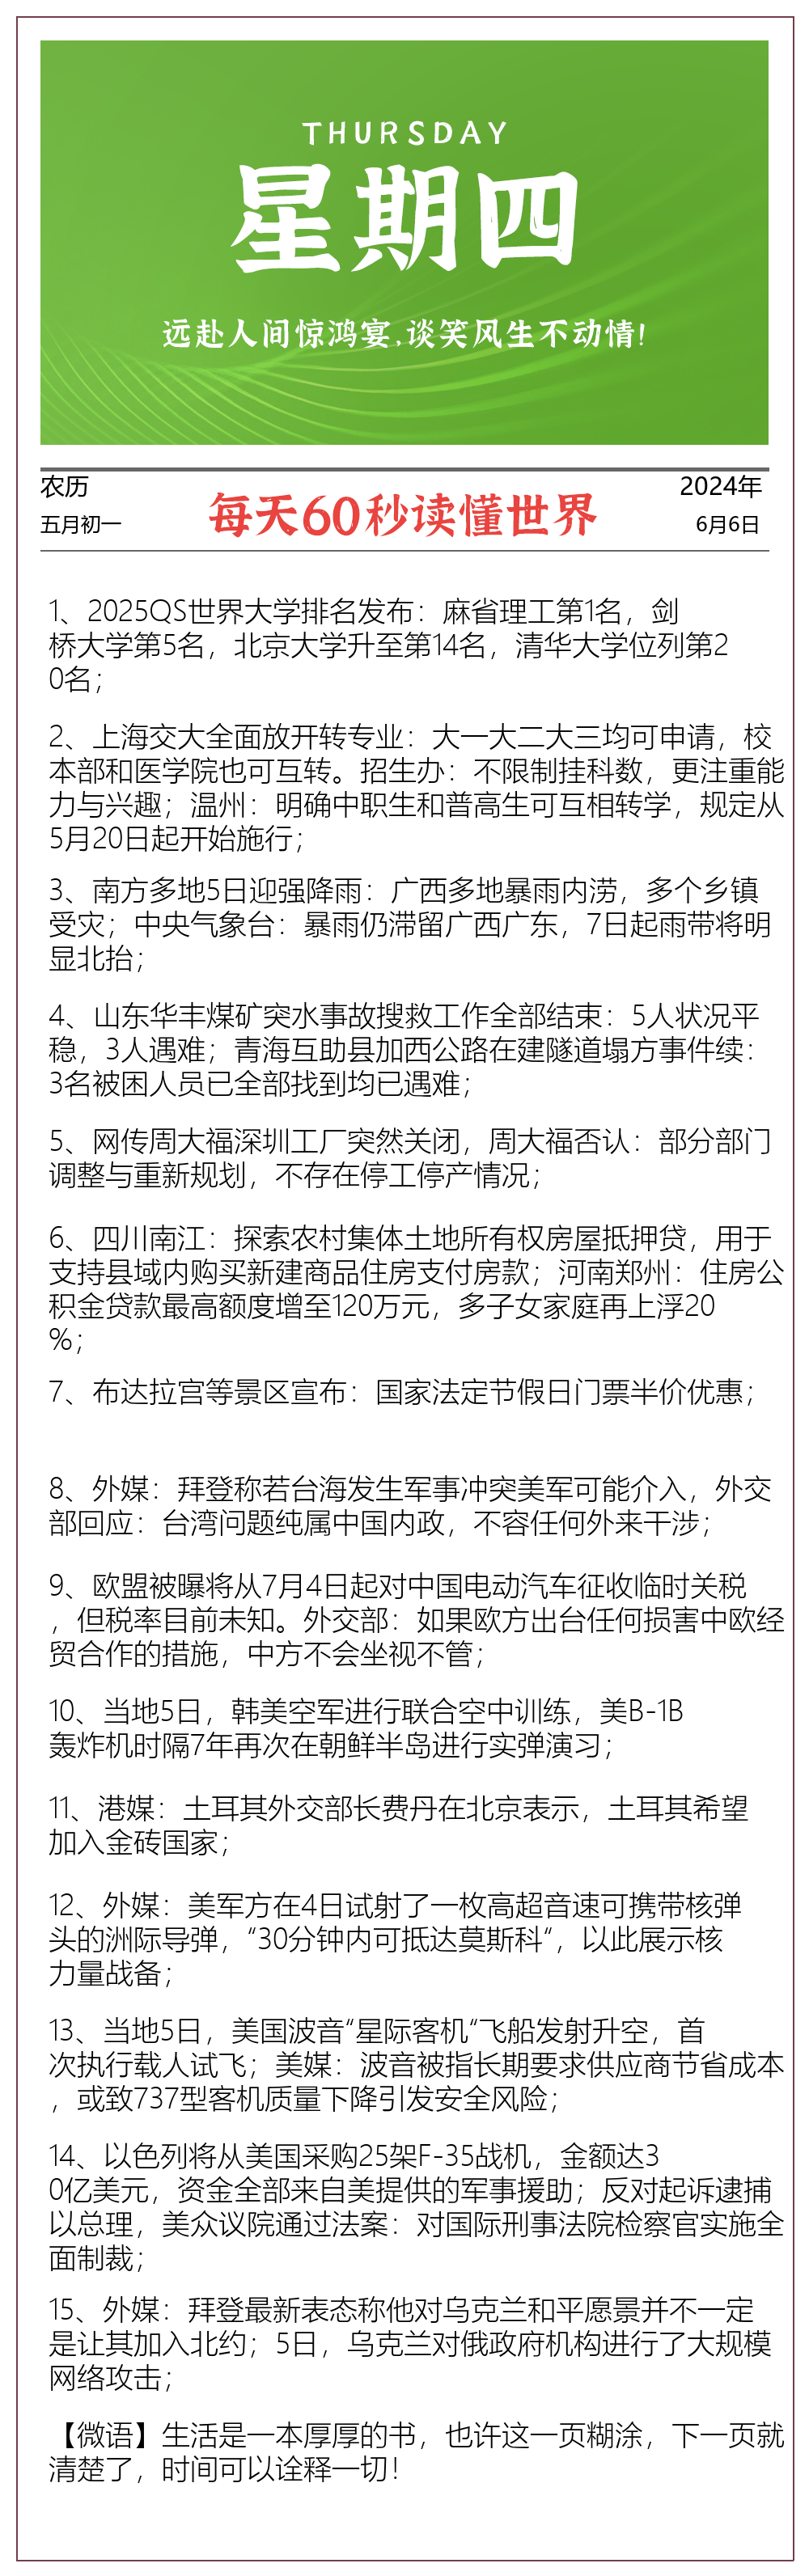 THURSDAY
星期四
远赴人间惊鸿宴,谈笑风生不动情!
农历
五月初一
每天60秒读懂世界
2024年
6月6日
1、2025QS世界大学排名发布：麻省理工第1名，剑
桥大学第5名，北京大学升至第14名，清华大学位列第2
0名；
2、上海交大全面放开转专业：大一大二大三均可申请，校
本部和医学院也可互转。招生办：不限制挂科数，更注重能
力与兴趣；温州：明确中职生和普高生可互相转学，规定从
5月20日起开始施行；
3、南方多地5日迎强降雨：广西多地暴雨内涝，多个乡镇
受灾；中央气象台：暴雨仍滞留广西广东，7日起雨带将明
显北抬；
4、山东华丰煤矿突水事故搜救工作全部结束：5人状况平
稳，3人遇难；青海互助县加西公路在建隧道塌方事件续：
3名被困人员已全部找到均已遇难；
5、网传周大福深圳工厂突然关闭，周大福否认：部分部门
调整与重新规划，不存在停工停产情况；
6、四川南江：探索农村集体土地所有权房屋抵押贷，用于
支持县域内购买新建商品住房支付房款；河南郑州：住房公
积金贷款最高额度增至120万元，多子女家庭再上浮20
%；
7、布达拉宫等景区宣布：国家法定节假日门票半价优惠；
8、外媒：拜登称若台海发生军事冲突美军可能介入，外交
部回应：台湾问题纯属中国内政，不容任何外来干涉；
9、欧盟被曝将从7月4日起对中国电动汽车征收临时关税
，但税率目前未知。外交部：如果欧方出台任何损害中欧经
贸合作的措施，中方不会坐视不管；
10、当地5日，韩美空军进行联合空中训练，美B-1B
轰炸机时隔7年再次在朝鲜半岛进行实弹演习；
11、港媒：土耳其外交部长费丹在北京表示，土耳其希望
加入金砖国家；
12、外媒：美军方在4日试射了一枚高超音速可携带核弹
头的洲际导弹，“30分钟内可抵达莫斯科“，以此展示核
力量战备；
13、当地5日，美国波音“星际客机“飞船发射升空，首
次执行载人试飞；美媒：波音被指长期要求供应商节省成本
，或致737型客机质量下降引发安全风险；
14、以色列将从美国采购25架F-35战机，金额达3
0亿美元，资金全部来自美提供的军事援助；反对起诉逮捕
以总理，美众议院通过法案：对国际刑事法院检察官实施全
面制裁；
15、外媒：拜登最新表态称他对乌克兰和平愿景并不一定
是让其加入北约；5日，乌克兰对俄政府机构进行了大规模
网络攻击；
【微语】生活是一本厚厚的书，也许这一页糊涂，下一页就
清楚了，时间可以诠释一切！